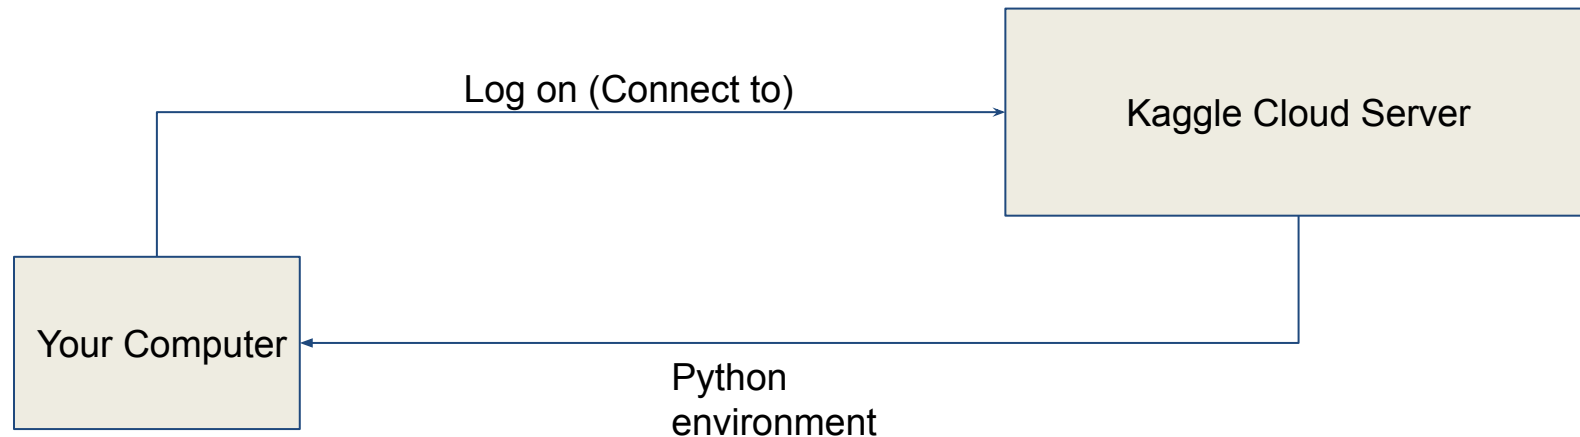 Log on (Connect to)
Kaggle Cloud Server
Your Computer
Python
environment